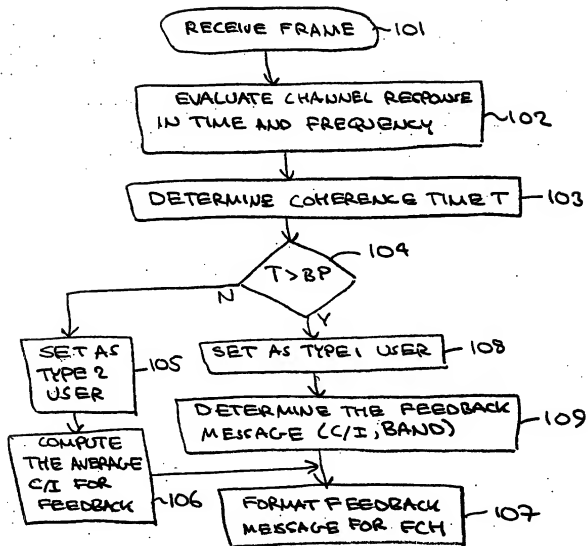 RECEIVE FRAME
101
EVALUATE CHANNEL RESPONSE
IN TIME AND FREQUENCY
102
DETERMINE COHERENCE TIME T
103
104
T>BP
N
Y
SET AS
TYPE 2
USER
105
SET AS TYPE 1 USER
108
DETERMINE THE FEEDBACK
MESSAGE (C/I, BAND)
109
COMPUTE
THE AVERAGE
C/I FOR
FEEDBACK
106
FORMAT FEEDBACK
MESSAGE FOR FCH
107